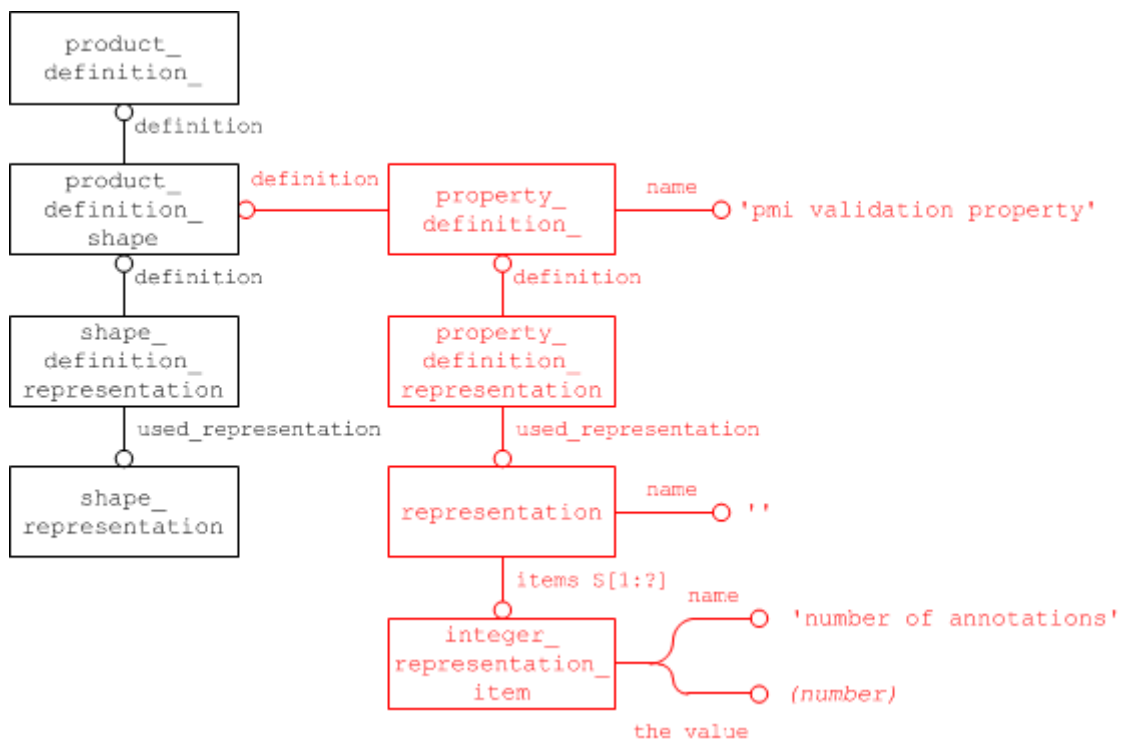 product_
definition_
definition
product_
definition_
shape
definition
property_
definition_
name
'pmi validation property'
definition
definition
shape_
definition_
representation
property_
definition_
representation
used_representation
used_representation
shape_
representation
representation
name
''
items S[1:?]
integer_
representation_
item
name
'number of annotations'
(number)
the value